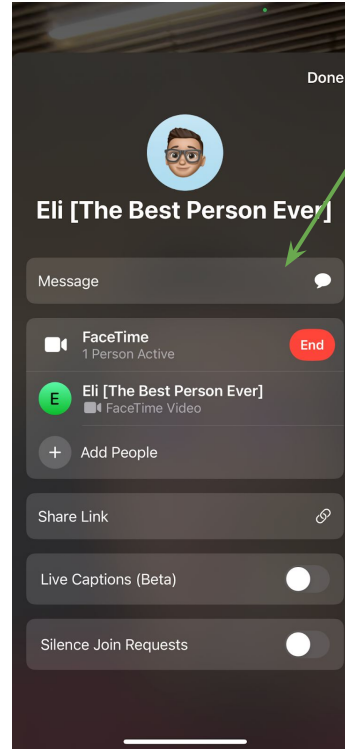 Done
Eli [The Best Person Ever]
Message
FaceTime
1 Person Active
End
E
Eli [The Best Person Ever]
FaceTime Video
Add People
Share Link
Live Captions (Beta)
Silence Join Requests